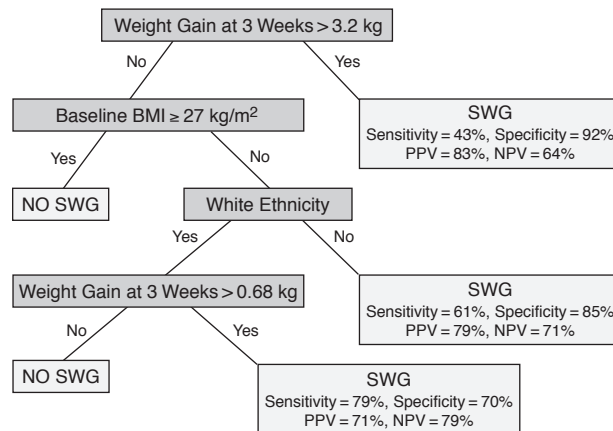 Weight Gain at 3 Weeks > 3.2 kg
No
Yes
Baseline BMI ≥ 27 kg/m²
SWG
Sensitivity = 43%, Specificity = 92%
PPV = 83%, NPV = 64%
Yes
No
NO SWG
White Ethnicity
Yes
No
Weight Gain at 3 Weeks > 0.68 kg
SWG
Sensitivity = 61%, Specificity = 85%
PPV = 79%, NPV = 71%
No
Yes
NO SWG
SWG
Sensitivity = 79%, Specificity = 70%
PPV = 71%, NPV = 79%